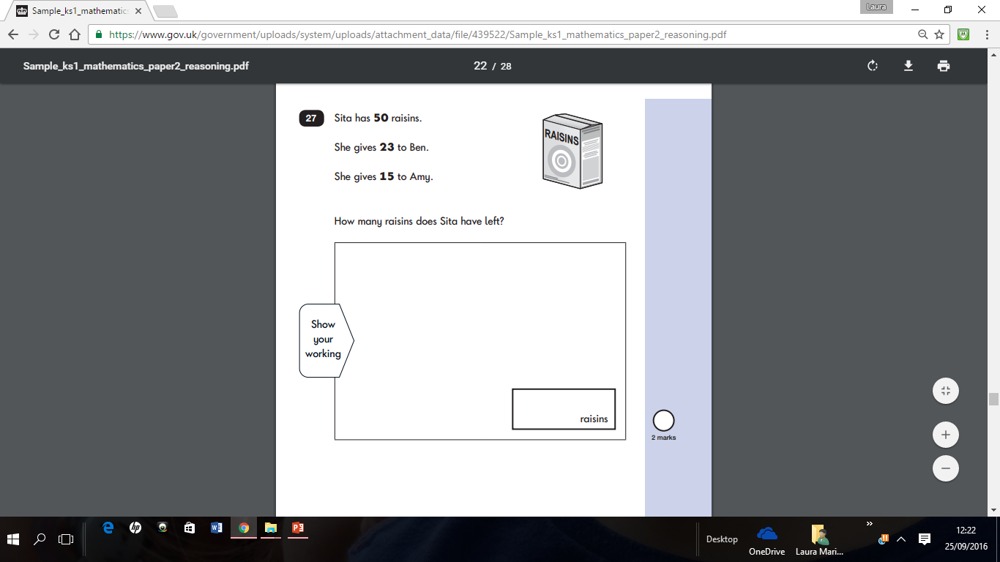 Sample_ks1_mathematic
Laura
https://www.gov.uk/government/uploads/system/uploads/attachment_data/file/439522/Sample_ks1_mathematics_paper2_reasoning.pdf
Sample_ks1_mathematics_paper2_reasoning.pdf
22 / 28
27 Sita has 50 raisins.
She gives 23 to Ben.
She gives 15 to Amy.
RAISINS
How many raisins does Sita have left?
Show
your
working
raisins
2 marks
Desktop
OneDrive
Laura Mari...
12:22
25/09/2016